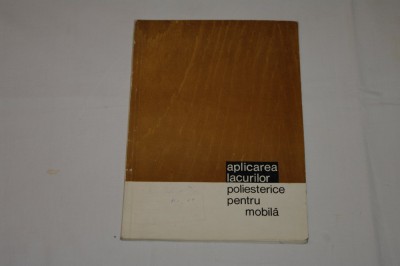 aplicarea
lacurilor
poliesterice
pentru
mobilă